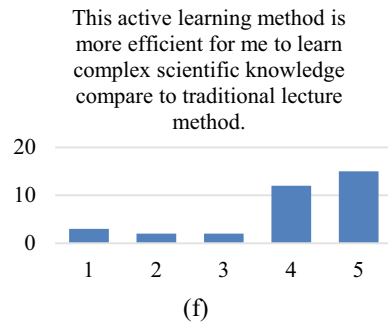 This active learning method is
more efficient for me to learn
complex scientific knowledge
compare to traditional lecture
method.
20
10
0
1 2 3 4 5
(f)